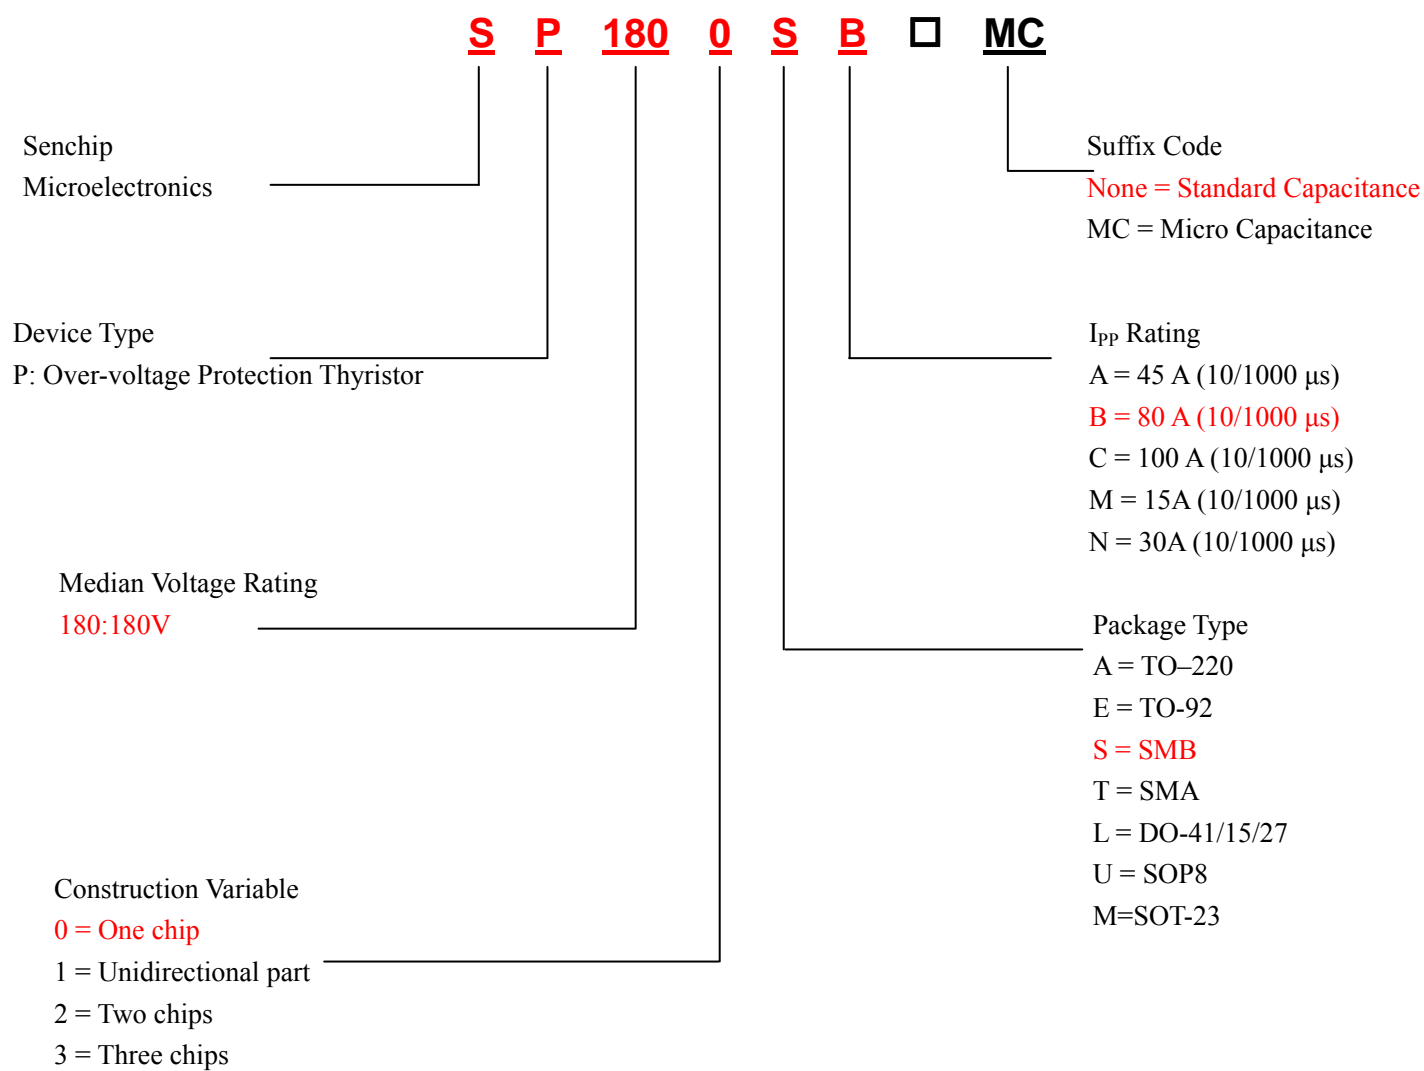 S P 180 0 S B □ MC
Senchip
Microelectronics
Suffix Code
None = Standard Capacitance
MC = Micro Capacitance
Device Type
P: Over-voltage Protection Thyristor
IPP Rating
A = 45 A (10/1000 μs)
B = 80 A (10/1000 μs)
C = 100 A (10/1000 μs)
M = 15A (10/1000 μs)
N = 30A (10/1000 μs)
Median Voltage Rating
180:180V
Package Type
A = TO–220
E = TO-92
S = SMB
T = SMA
L = DO-41/15/27
U = SOP8
M=SOT-23
Construction Variable
0 = One chip
1 = Unidirectional part
2 = Two chips
3 = Three chips